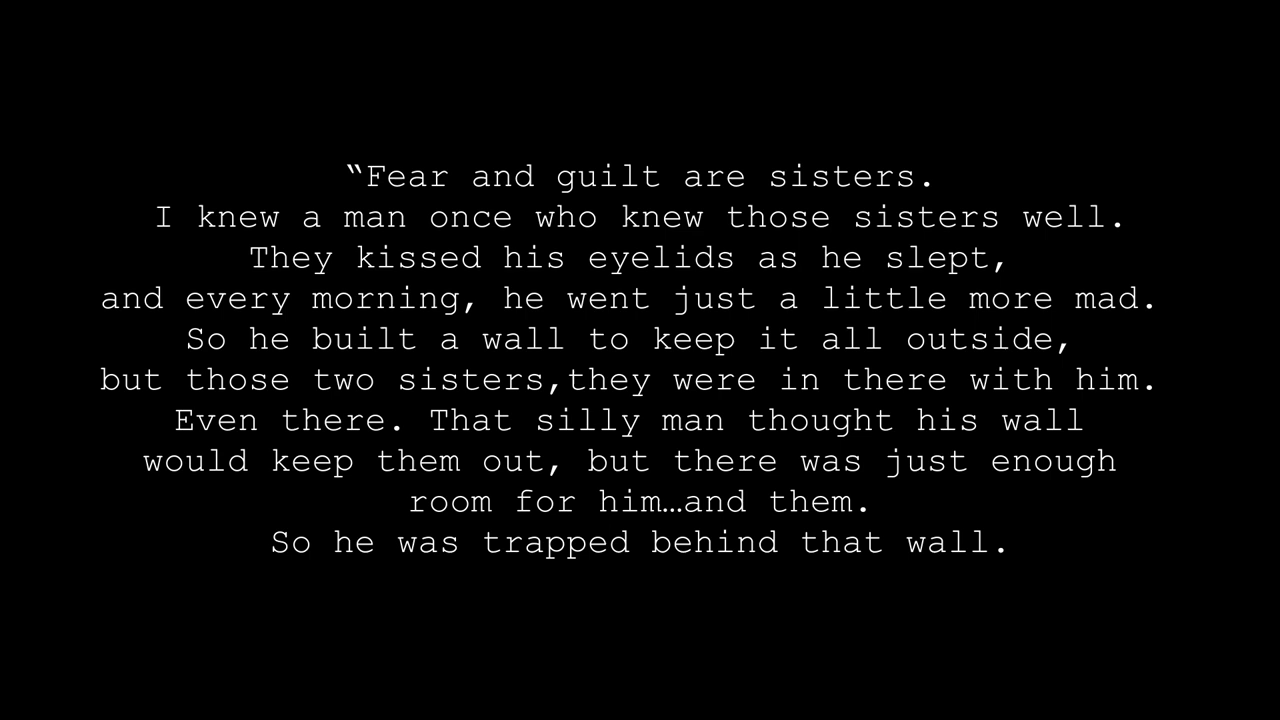 “Fear and guilt are sisters.
I knew a man once who knew those sisters well.
They kissed his eyelids as he slept,
and every morning, he went just a little more mad.
So he built a wall to keep it all outside,
but those two sisters,they were in there with him.
Even there. That silly man thought his wall
would keep them out, but there was just enough
room for him…and them.
So he was trapped behind that wall.